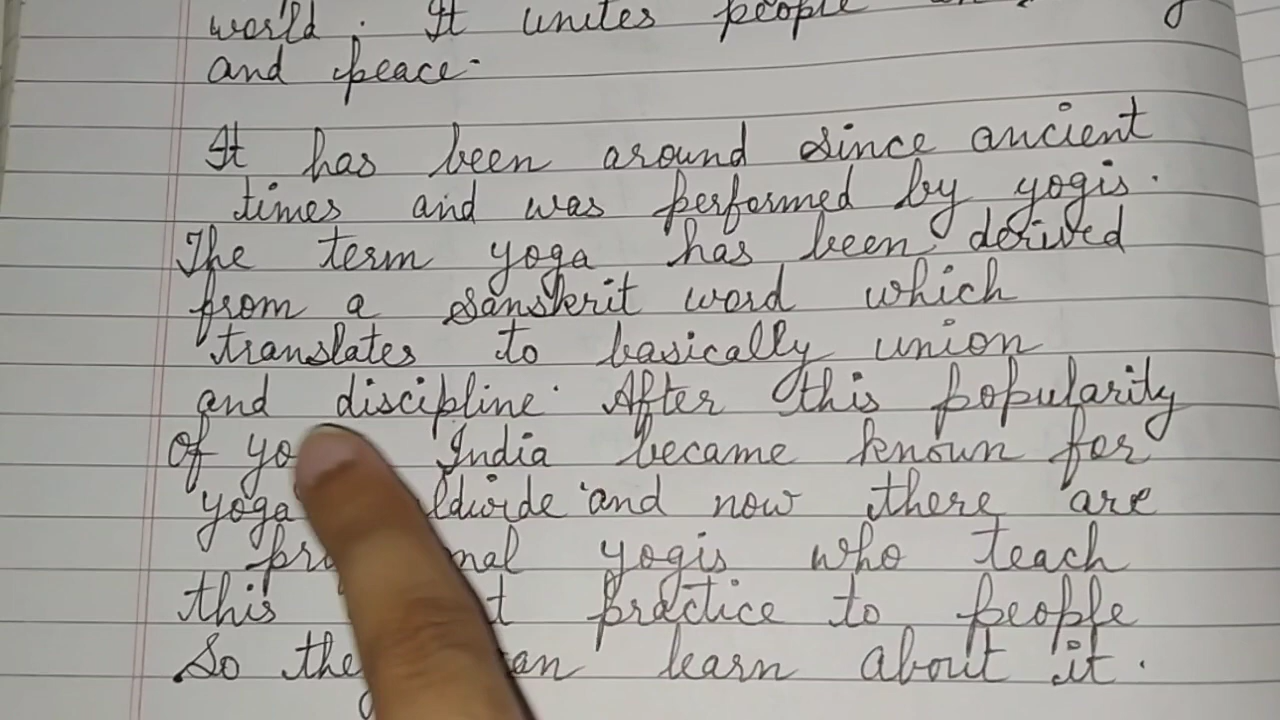 world. It unites people
and peace.
It has been around since ancient
times and was performed by yogis.
The term yoga has been derived
from a sanskrit word which
translates to basically union
and discipline. After this popularity
of India became known for
yoga and now there are
yogis who teach
this practice to people
So learn about it.